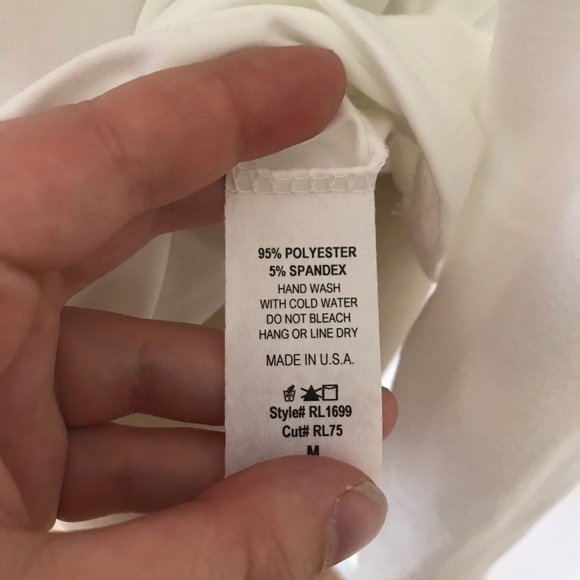 95% POLYESTER
5% SPANDEX
HAND WASH
WITH COLD WATER
DO NOT BLEACH
HANG OR LINE DRY
MADE IN U.S.A.
Style# RL1699
Cut# RL75
M